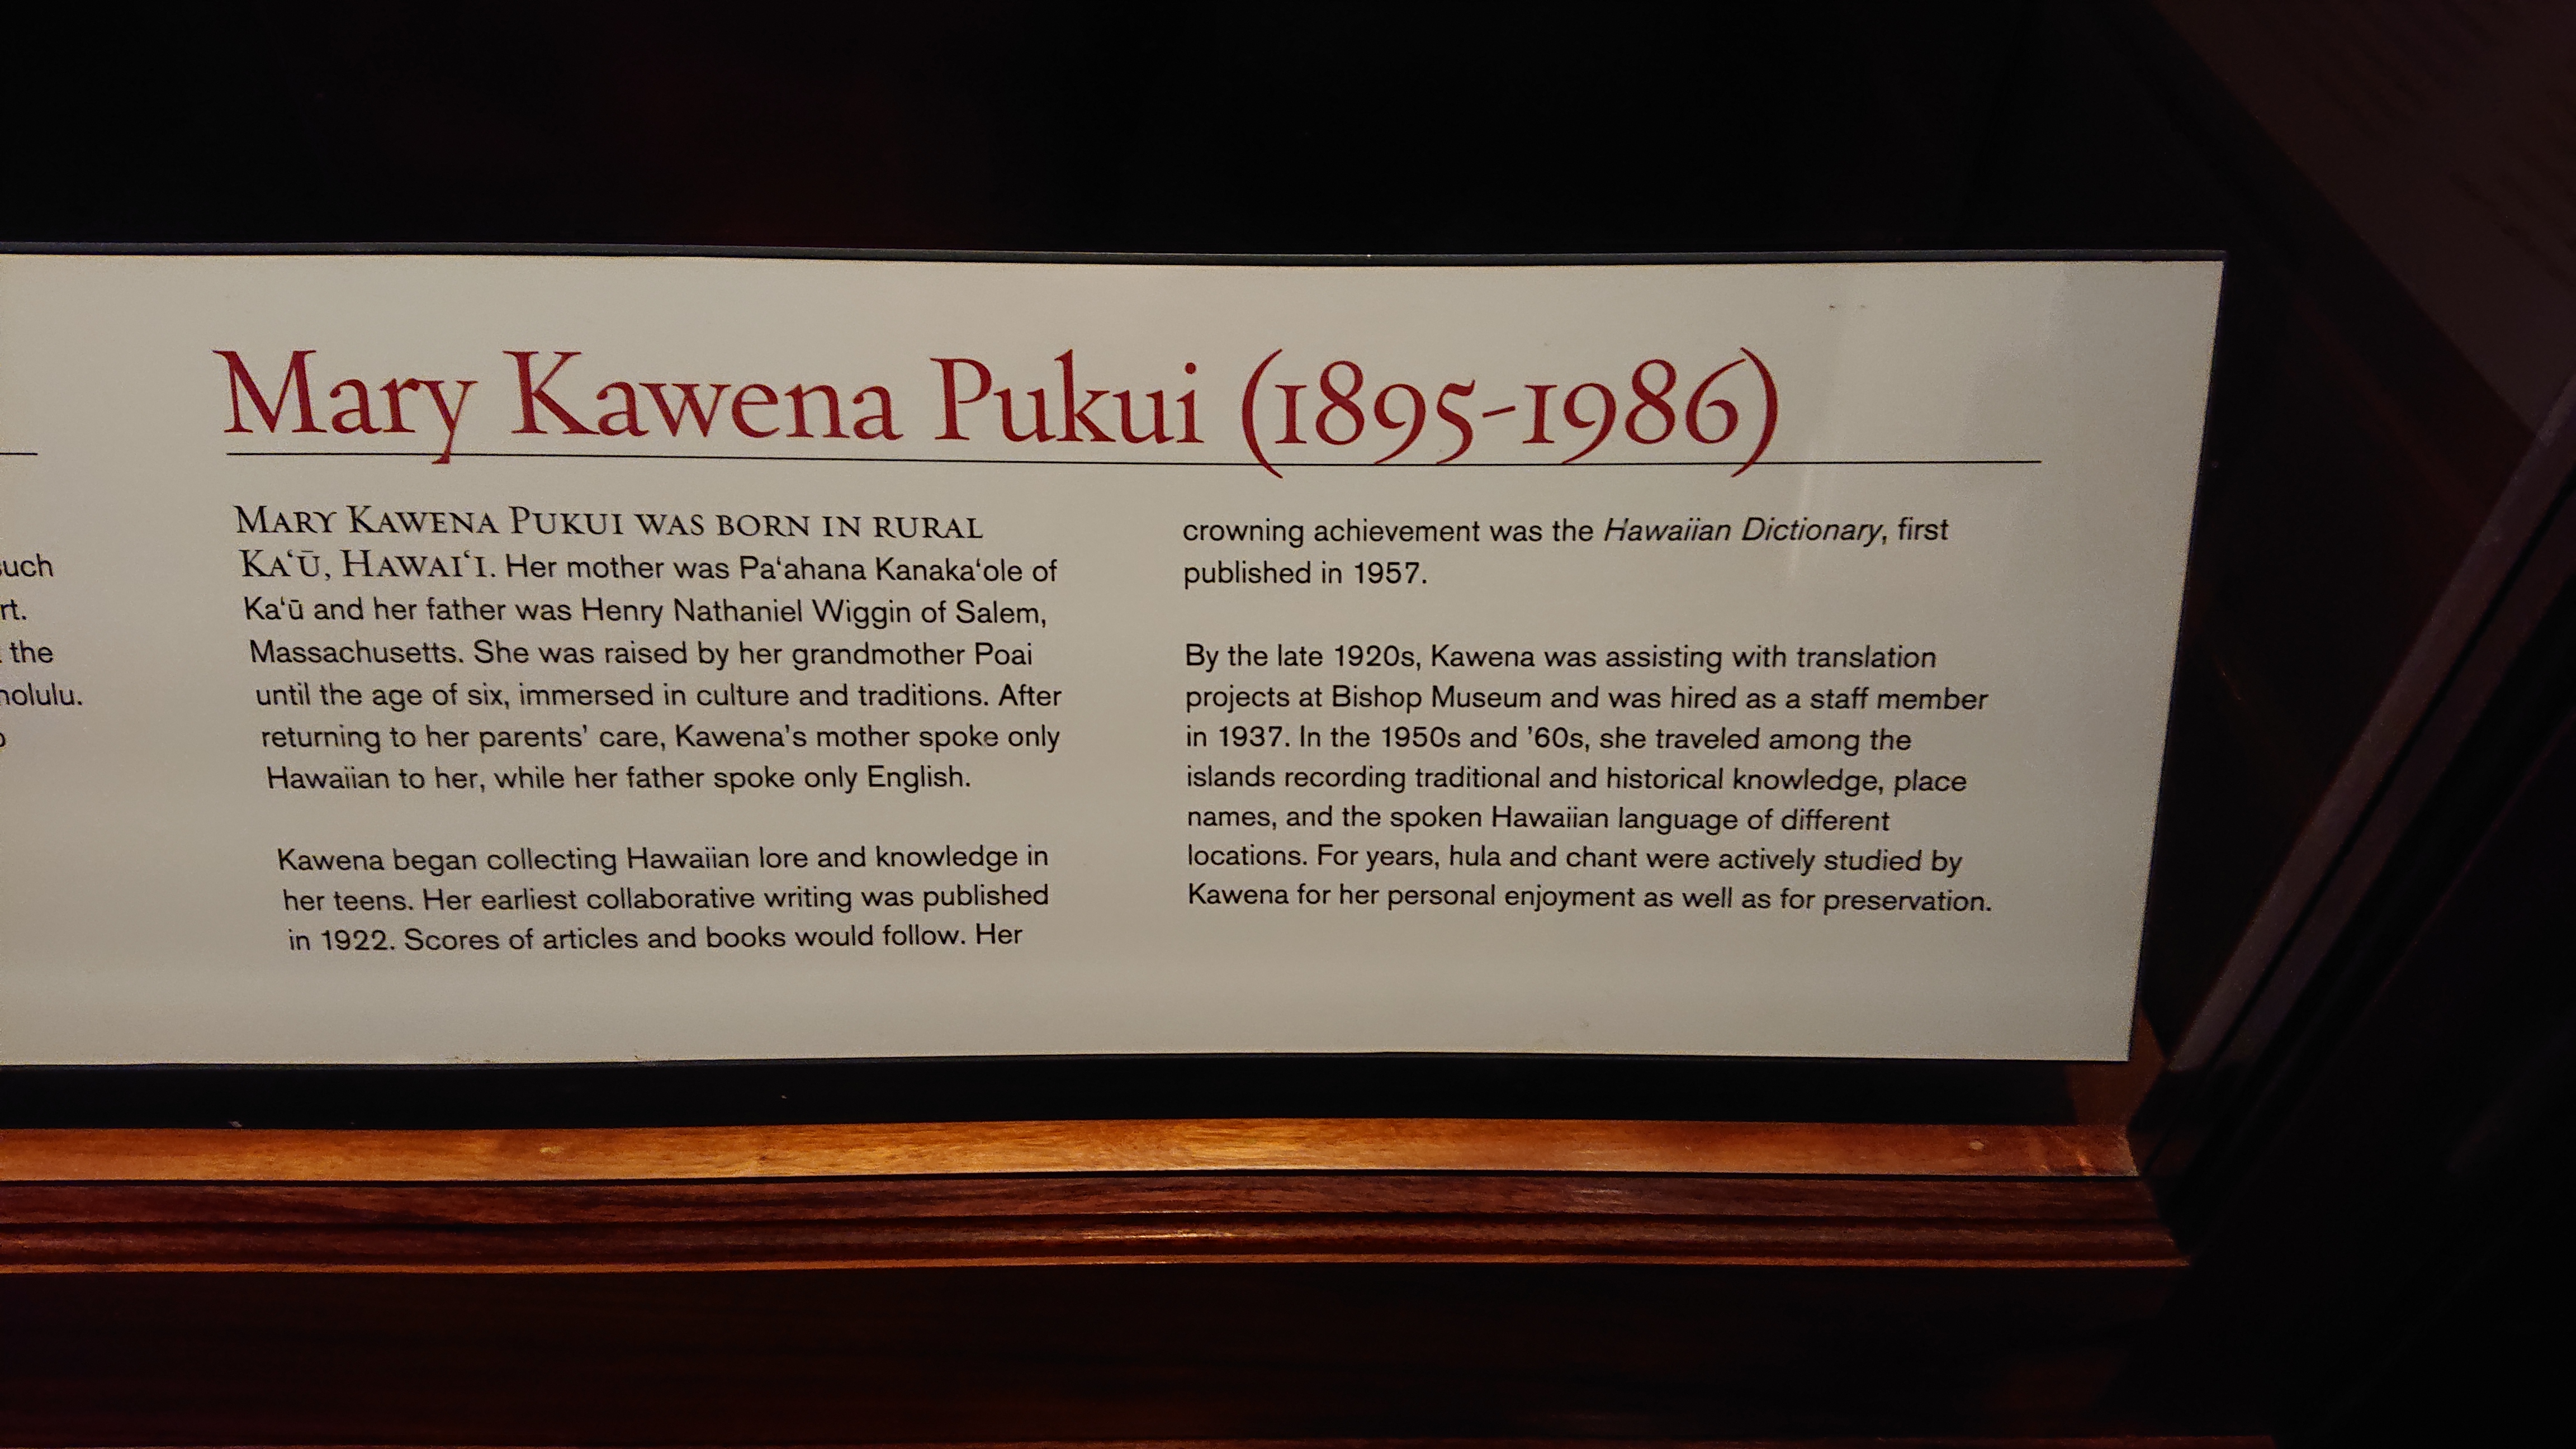 uch
rt.
the
nolulu.
Mary Kawena Pukui (1895-1986)
MARY KAWENA PUKUI WAS BORN IN RURAL
KAʻŪ, HAWAIʻI. Her mother was Paʻahana Kanakaʻole of
Kaʻū and her father was Henry Nathaniel Wiggin of Salem,
Massachusetts. She was raised by her grandmother Poai
until the age of six, immersed in culture and traditions. After
returning to her parents’ care, Kawena’s mother spoke only
Hawaiian to her, while her father spoke only English.
Kawena began collecting Hawaiian lore and knowledge in
her teens. Her earliest collaborative writing was published
in 1922. Scores of articles and books would follow. Her
crowning achievement was the Hawaiian Dictionary, first
published in 1957.
By the late 1920s, Kawena was assisting with translation
projects at Bishop Museum and was hired as a staff member
in 1937. In the 1950s and ’60s, she traveled among the
islands recording traditional and historical knowledge, place
names, and the spoken Hawaiian language of different
locations. For years, hula and chant were actively studied by
Kawena for her personal enjoyment as well as for preservation.